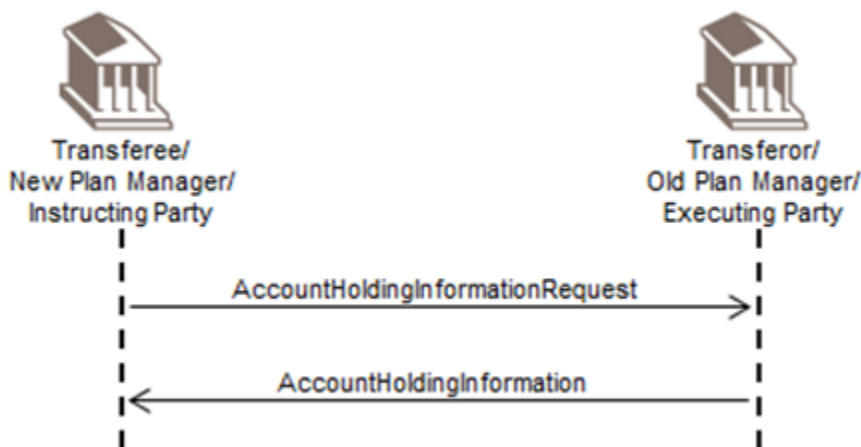 Transferee/
New Plan Manager/
Instructing Party
Transferor/
Old Plan Manager/
Executing Party
AccountHoldingInformationRequest
AccountHoldingInformation